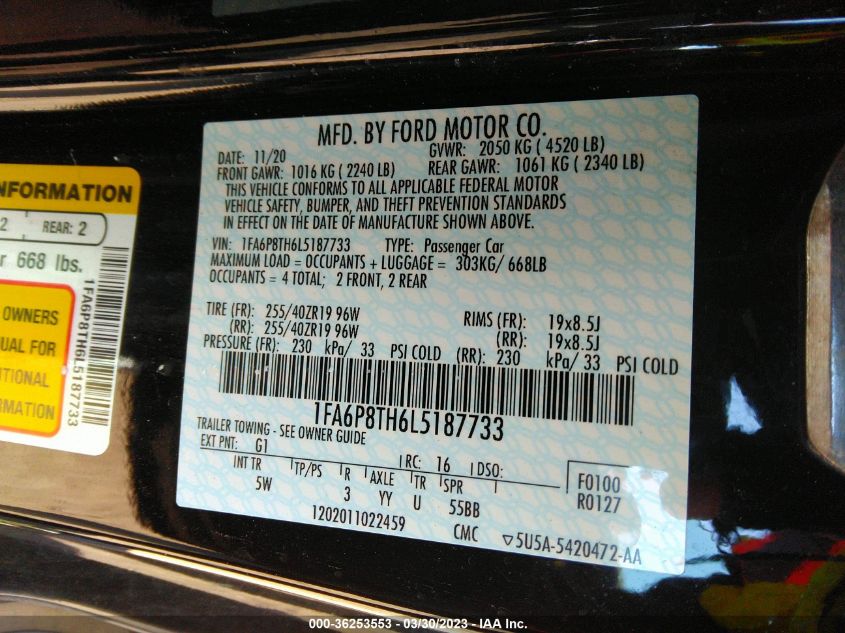 MFD. BY FORD MOTOR CO.
DATE: 11/20 GVWR: 2050 KG ( 4520 LB)
FRONT GAWR: 1016 KG ( 2240 LB) REAR GAWR: 1061 KG ( 2340 LB)
THIS VEHICLE CONFORMS TO ALL APPLICABLE FEDERAL MOTOR
VEHICLE SAFETY, BUMPER, AND THEFT PREVENTION STANDARDS
IN EFFECT ON THE DATE OF MANUFACTURE SHOWN ABOVE.
VIN: 1FA6P8TH6L5187733 TYPE: Passenger Car
MAXIMUM LOAD = OCCUPANTS + LUGGAGE = 303KG/ 668LB
OCCUPANTS = 4 TOTAL; 2 FRONT, 2 REAR
TIRE (FR): 255/40ZR19 96W RIMS (FR): 19x8.5J
(RR): 255/40ZR19 96W (RR): 19x8.5J
PRESSURE (FR): 230 kPa/ 33 PSI COLD (RR): 230 kPa/ 33 PSI COLD
1FA6P8TH6L5187733
TRAILER TOWING - SEE OWNER GUIDE
EXT PNT: G1 RC: 16 DSO:
INT TR TP/PS R AXLE TR SPR
5W 3 YY U 55BB
F0100
R0127
1202011022459 CMC ▽5U5A-5420472-AA
NFORMATION
2 REAR: 2
r 668 lbs.
OWNERS
UAL FOR
ITIONAL
ORMATION
1FA6P8TH6L5187733
000-36253553 - 03/30/2023 - IAA Inc.